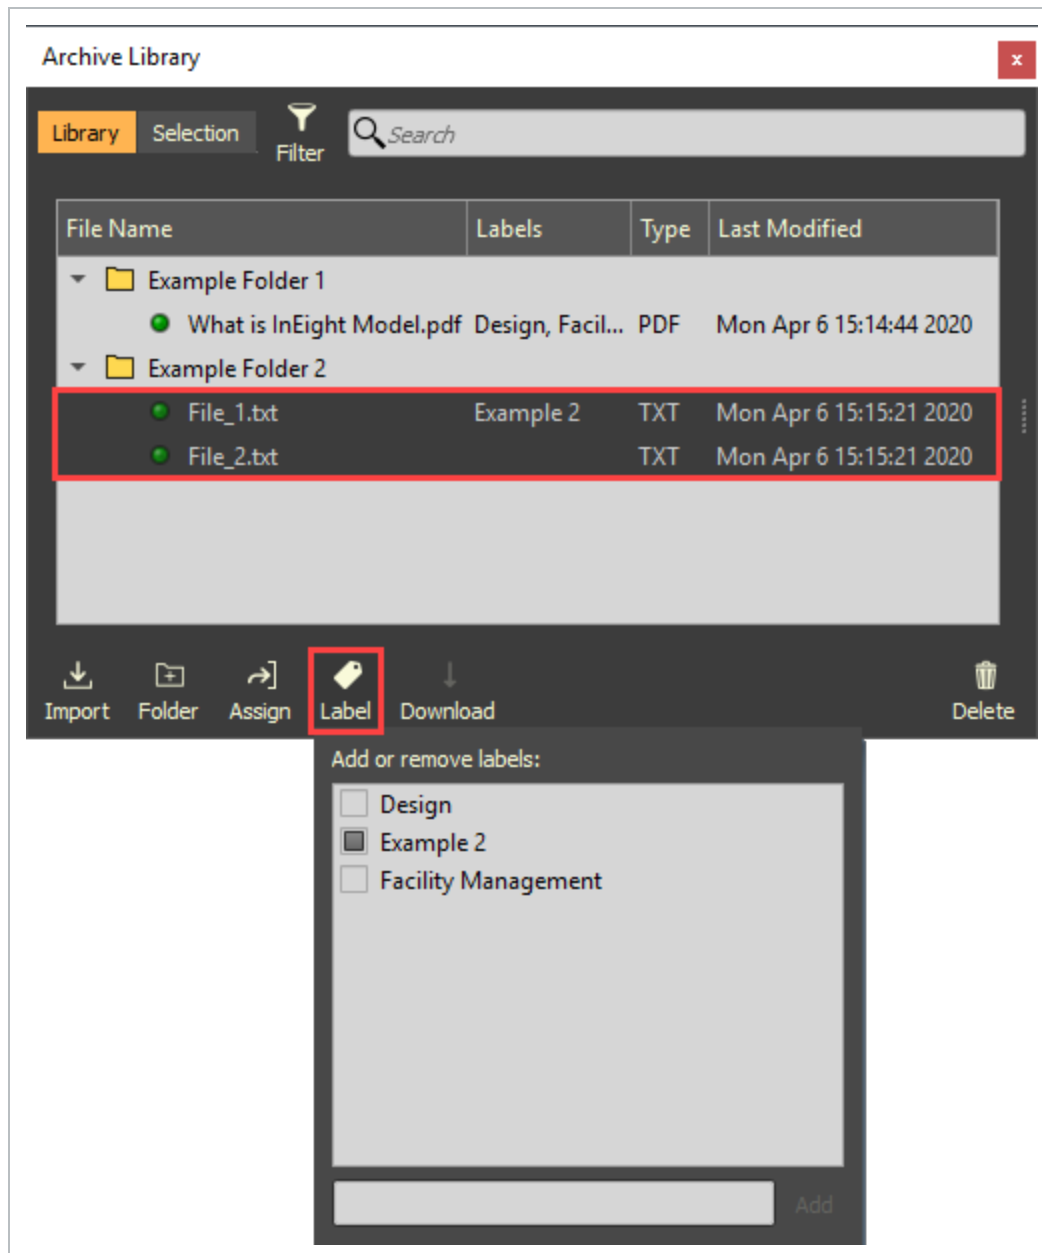 Archive Library
x
Library Selection Filter Search
File Name Labels Type Last Modified
Example Folder 1
What is InEight Model.pdf Design, Facil... PDF Mon Apr 6 15:14:44 2020
Example Folder 2
File_1.txt Example 2 TXT Mon Apr 6 15:15:21 2020
File_2.txt TXT Mon Apr 6 15:15:21 2020
Import Folder Assign Label Download Delete
Add or remove labels:
Design
Example 2
Facility Management
Add